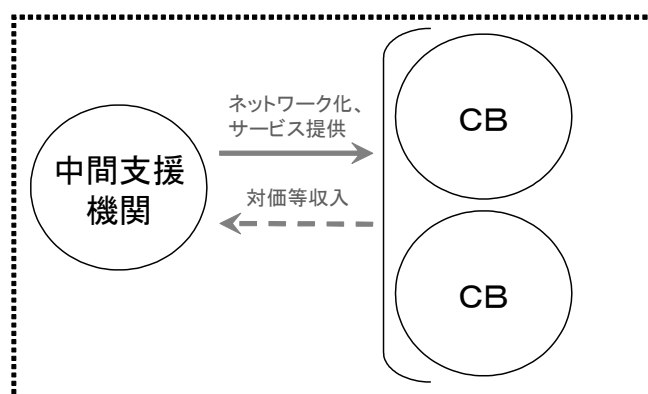 中間支援
機関
ネットワーク化、
サービス提供
対価等収入
ＣＢ
ＣＢ